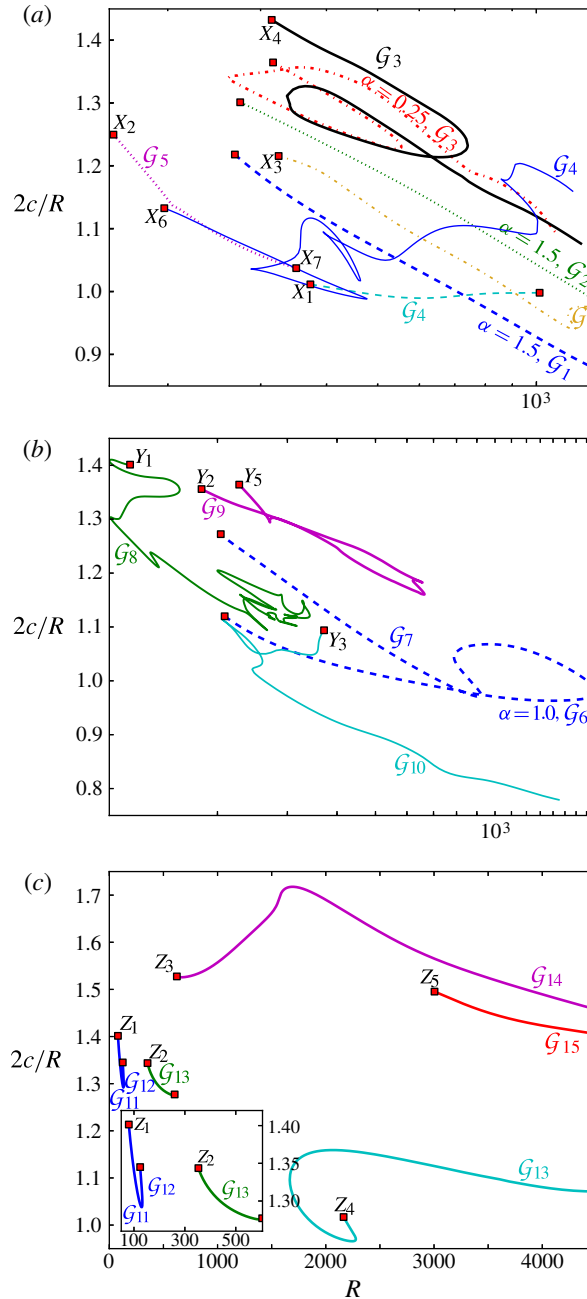 (a)
1.4
1.3
1.2
1.1
1.0
0.9
2c/R
X4
X2
X6
X3
X7
X1
𝒢3
α = 0.25, 𝒢3
𝒢4
𝒢5
α = 1.5, 𝒢2
𝒢4
𝒢
α = 1.5, 𝒢1
10³
(b)
1.4
1.3
1.2
1.1
1.0
0.9
0.8
2c/R
Y1
Y2
Y5
𝒢9
𝒢8
Y3
𝒢7
α = 1.0, 𝒢6
𝒢10
10³
(c)
1.7
1.6
1.5
1.4
1.3
1.2
1.1
1.0
2c/R
Z3
𝒢14
Z5
𝒢15
Z1
Z2
𝒢12
𝒢13
𝒢11
Z1
Z2
𝒢12
𝒢13
𝒢11
1.40
1.35
1.30
100
300
500
𝒢13
Z4
0
1000
2000
3000
4000
R